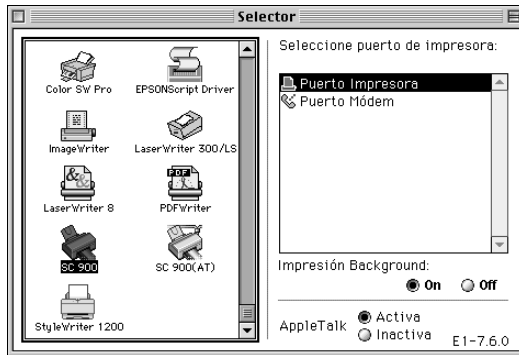 Selector
Color SW Pro
EPSONScript Driver
ImageWriter
LaserWriter 300/LS
LaserWriter 8
PDF
PDFWriter
SC 900
SC 900(AT)
StyleWriter 1200
Seleccione puerto de impresora:
Puerto Impresora
Puerto Módem
Impresión Background:
On Off
AppleTalk
Activa
Inactiva
E1-7.6.0